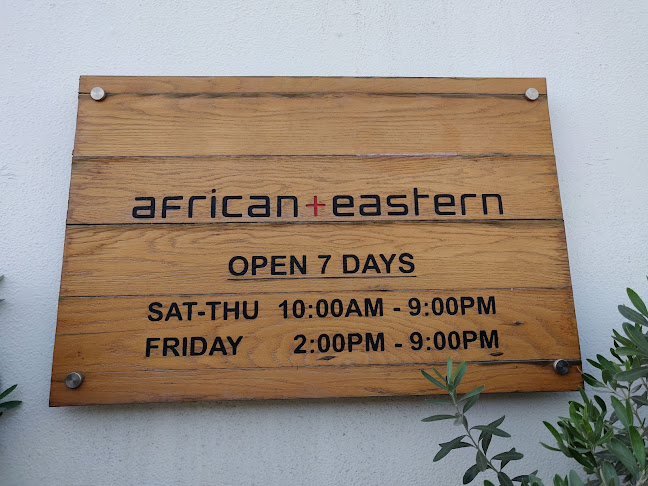 african+eastern
OPEN 7 DAYS
SAT-THU 10:00AM - 9:00PM
FRIDAY 2:00PM - 9:00PM